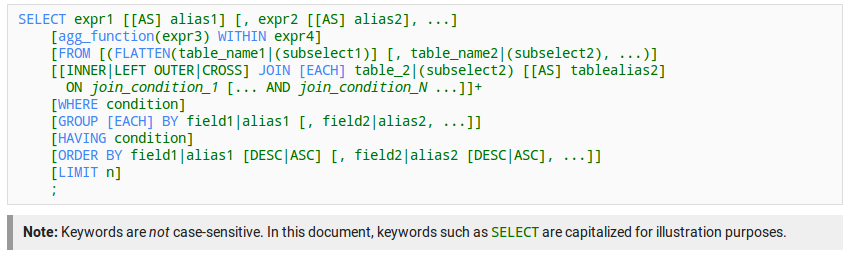 SELECT expr1 [[AS] alias1] [, expr2 [[AS] alias2], ...]
    [agg_function(expr3) WITHIN expr4]
    [FROM [(FLATTEN(table_name1|(subselect1)] [, table_name2|(subselect2), ...)]
    [[INNER|LEFT OUTER|CROSS] JOIN [EACH] table_2|(subselect2) [[AS] tablealias2]
      ON join_condition_1 [... AND join_condition_N ...]]+
    [WHERE condition]
    [GROUP [EACH] BY field1|alias1 [, field2|alias2, ...]]
    [HAVING condition]
    [ORDER BY field1|alias1 [DESC|ASC] [, field2|alias2 [DESC|ASC], ...]]
    [LIMIT n]
    ;
Note: Keywords are not case-sensitive. In this document, keywords such as SELECT are capitalized for illustration purposes.